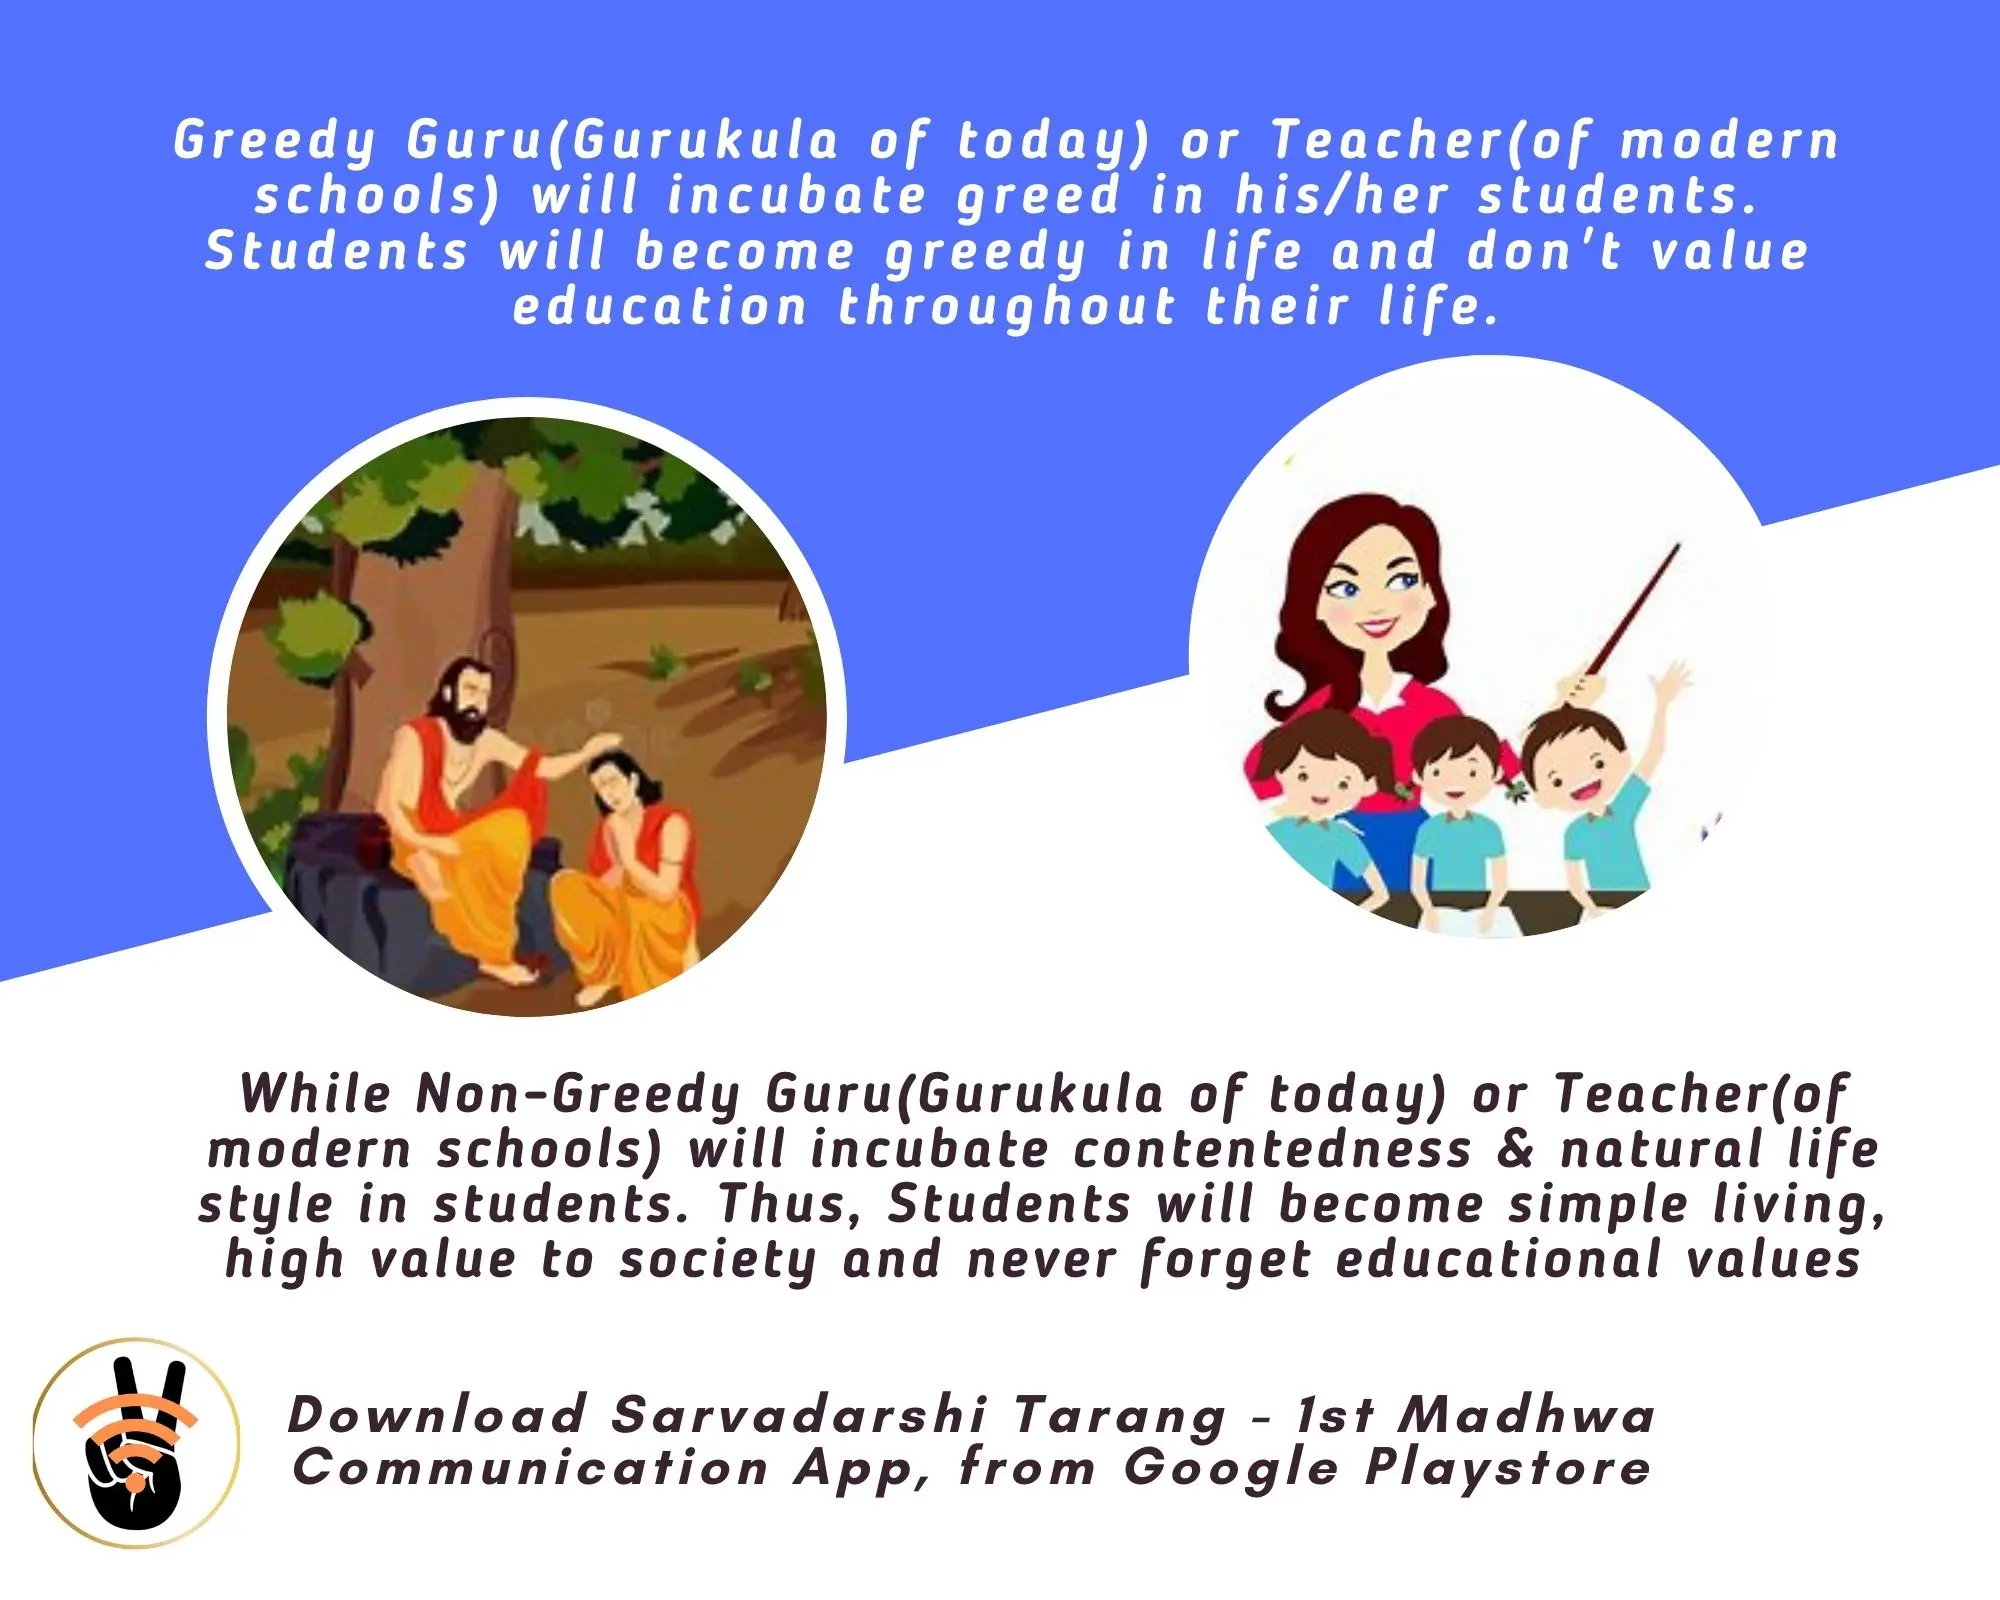 Greedy Guru(Gurukula of today) or Teacher(of modern
schools) will incubate greed in his/her students.
Students will become greedy in life and don't value
education throughout their life.
While Non-Greedy Guru(Gurukula of today) or Teacher(of
modern schools) will incubate contentedness & natural life
style in students. Thus, Students will become simple living,
high value to society and never forget educational values
Download Sarvadarshi Tarang - 1st Madhwa
Communication App, from Google Playstore